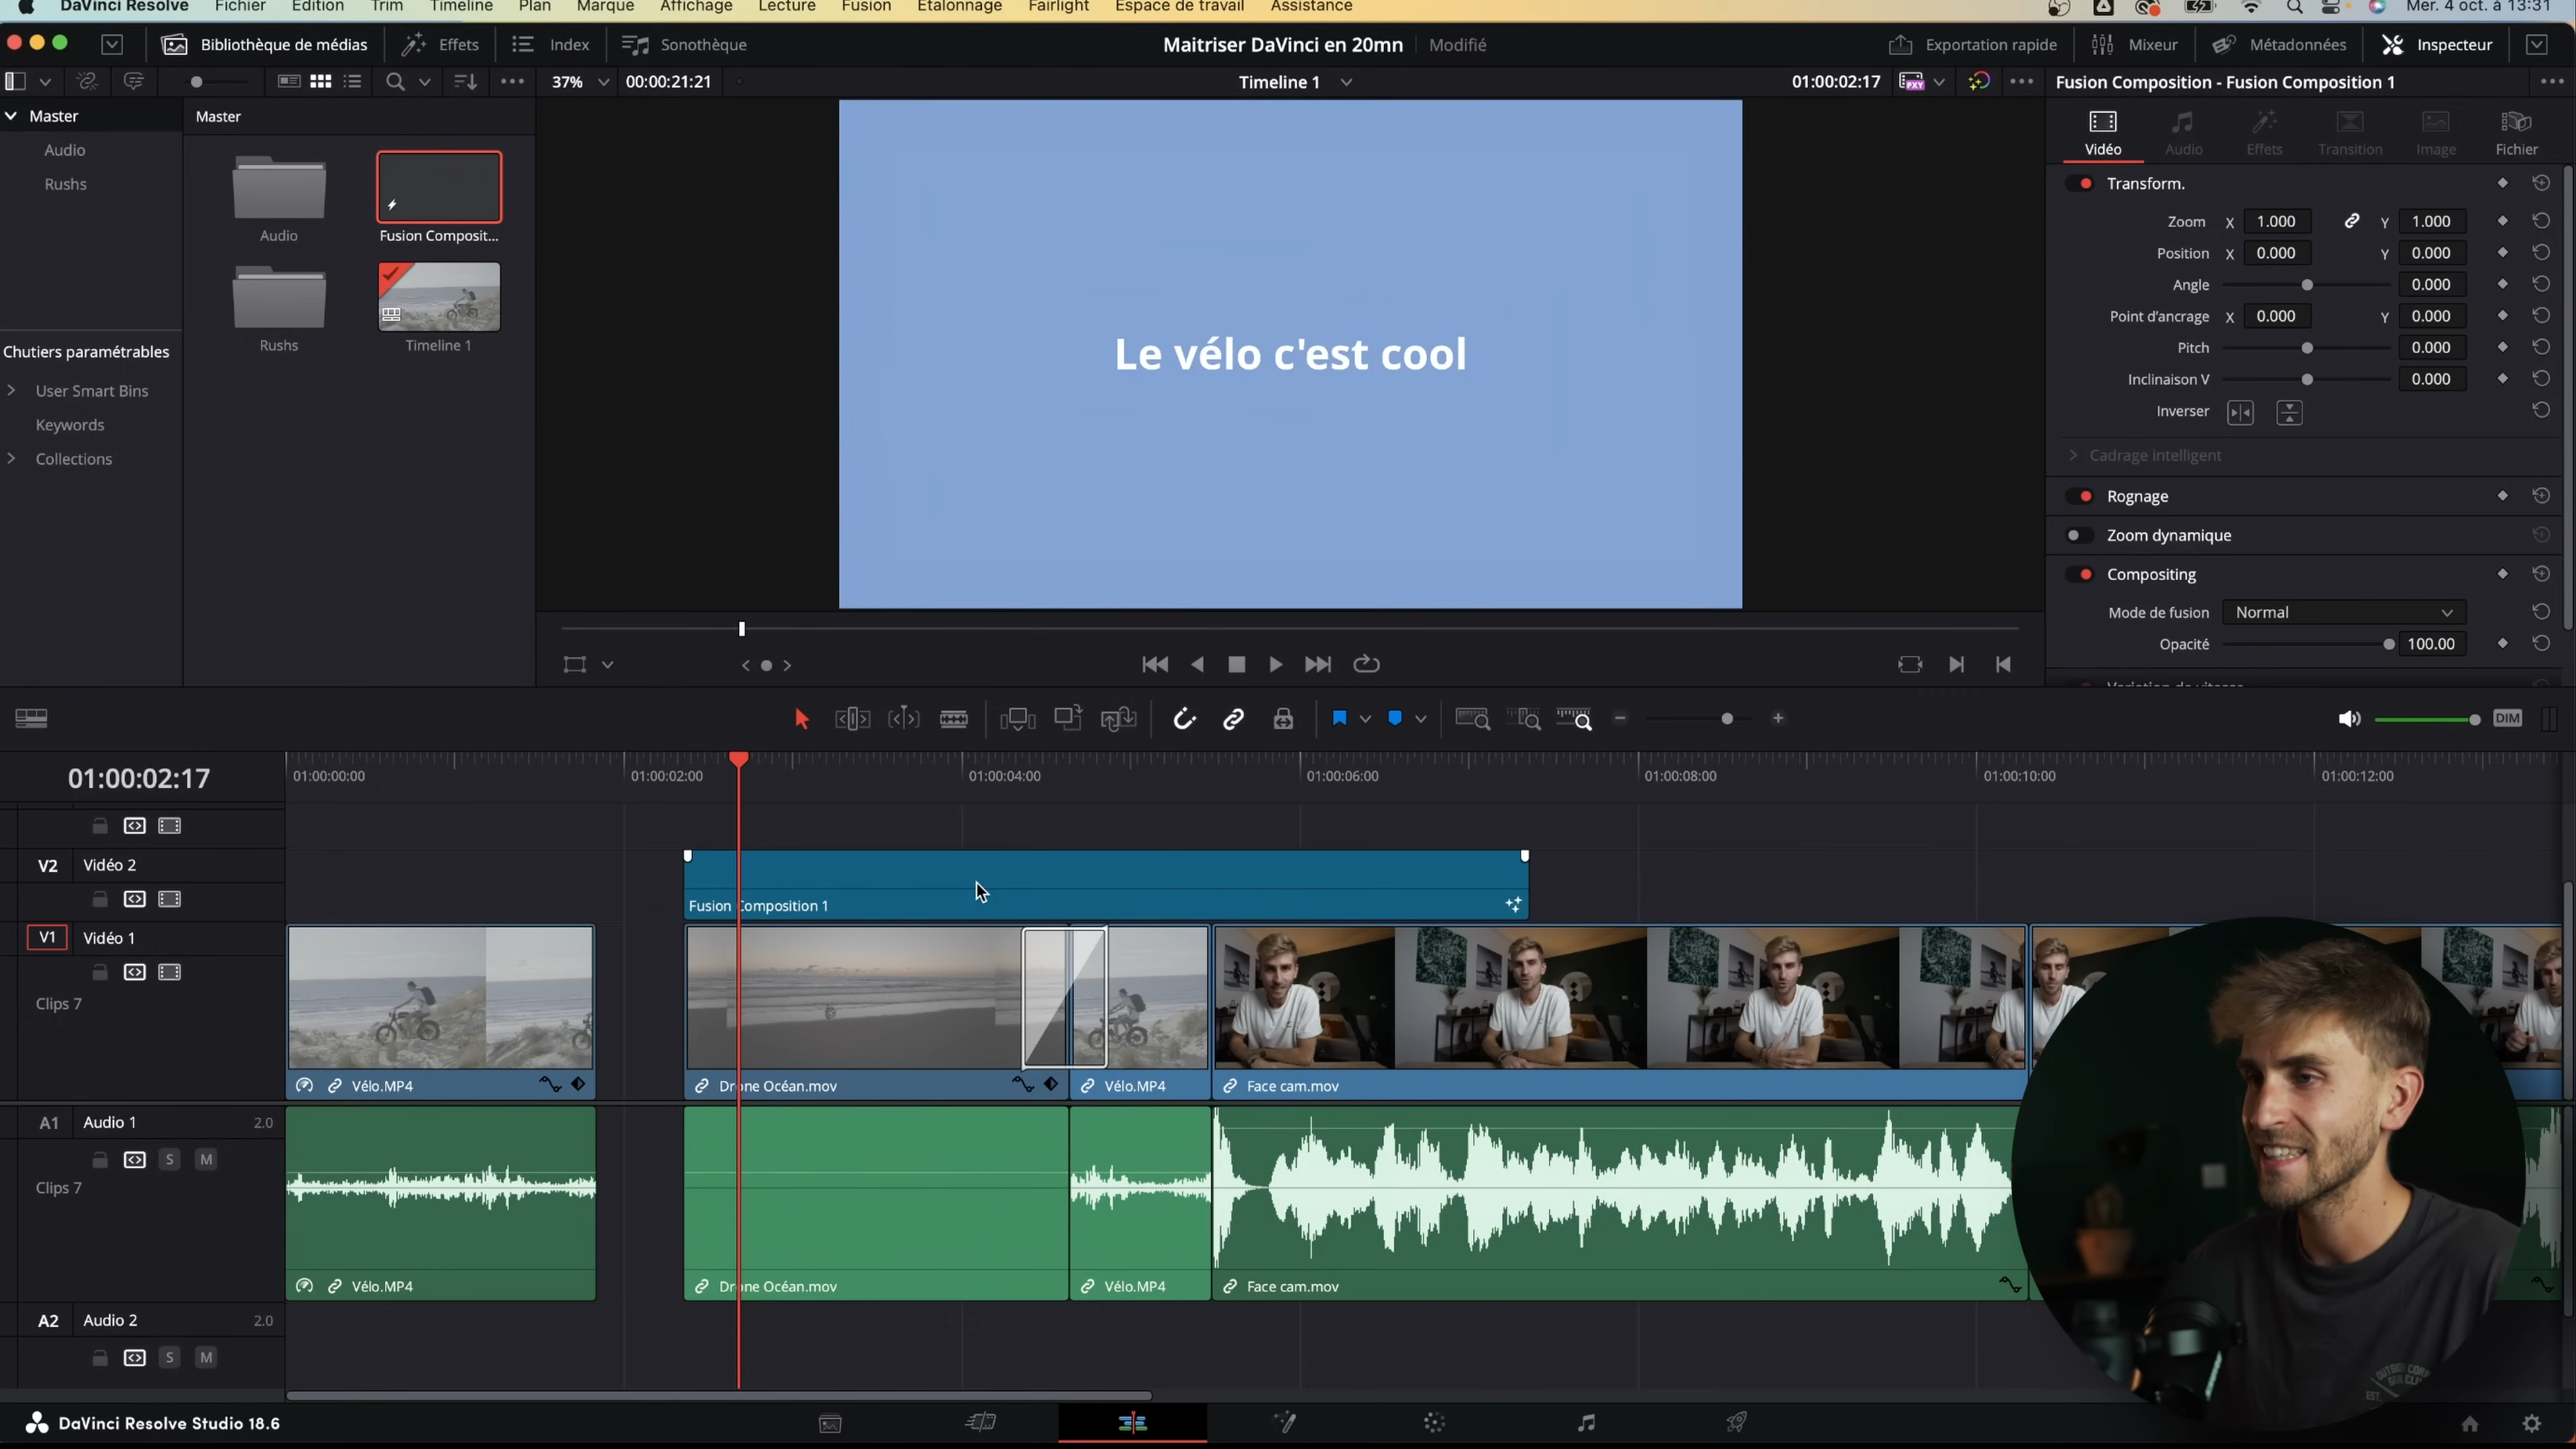 DaVinci Resolve Fichier Edition Trim Timeline Plan Marque Affichage Lecture Fusion Etalonnage Fairlight Espace de travail Assistance Mer. 4 oct. à 13:31
Bibliothèque de médias Effets Index Sonothèque Maitriser DaVinci en 20mn Modifié Exportation rapide Mixeur Métadonnées Inspecteur
37% 00:00:21:21 Timeline 1 01:00:02:17 PXY Fusion Composition - Fusion Composition 1
Master
Audio
Rushs
Master
Audio
Fusion Composit...
Rushs
Timeline 1
Chutiers paramétrables
User Smart Bins
Keywords
Collections
Le vélo c'est cool
Vidéo Audio Effets Transition Image Fichier
Transform.
Zoom X 1.000 Y 1.000
Position X 0.000 Y 0.000
Angle 0.000
Point d'ancrage X 0.000 Y 0.000
Pitch 0.000
Inclinaison V 0.000
Inverser
Cadrage intelligent
Rognage
Zoom dynamique
Compositing
Mode de fusion Normal
Opacité 100.00
DIM
01:00:02:17
01:00:00:00 01:00:02:00 01:00:04:00 01:00:06:00 01:00:08:00 01:00:10:00 01:00:12:00
V2 Vidéo 2
Fusion Composition 1
V1 Vidéo 1
Clips 7
Vélo.MP4 Drone Océan.mov Vélo.MP4 Face cam.mov
A1 Audio 1 2.0
S M
Clips 7
Vélo.MP4 Drone Océan.mov Vélo.MP4 Face cam.mov
A2 Audio 2 2.0
S M
DaVinci Resolve Studio 18.6